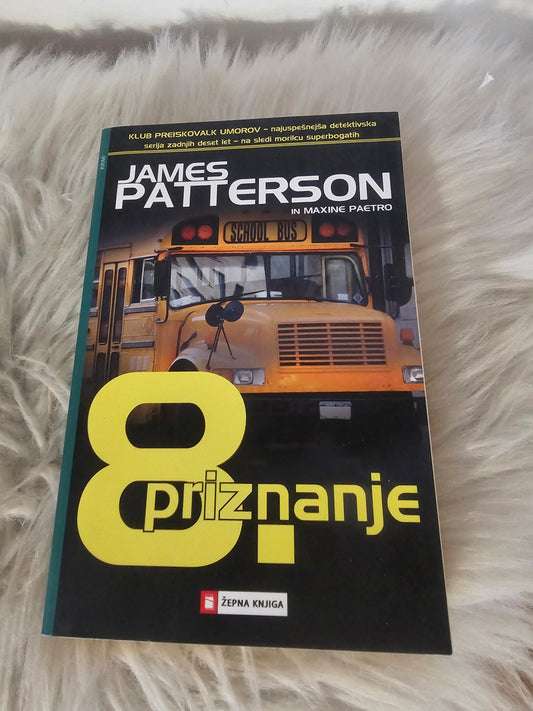 KLUB PREISKOVALK UMOROV – najuspešnejša detektivska
serija zadnjih deset let – na sledi morilcu superbogatih
JAMES
PATTERSON
IN MAXINE PAETRO
SCHOOL BUS
8.
priznanje
ŽEPNA KNJIGA